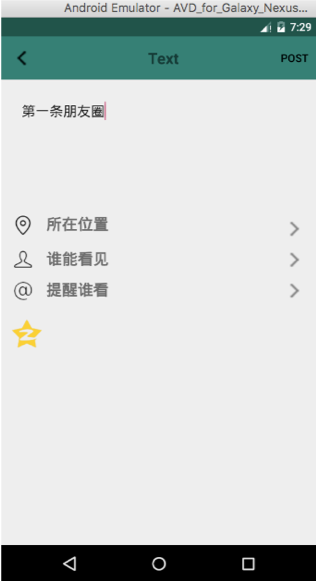 Android Emulator - AVD_for_Galaxy_Nexus...
7:29
Text POST
第一条朋友圈
所在位置
谁能看见
@ 提醒谁看